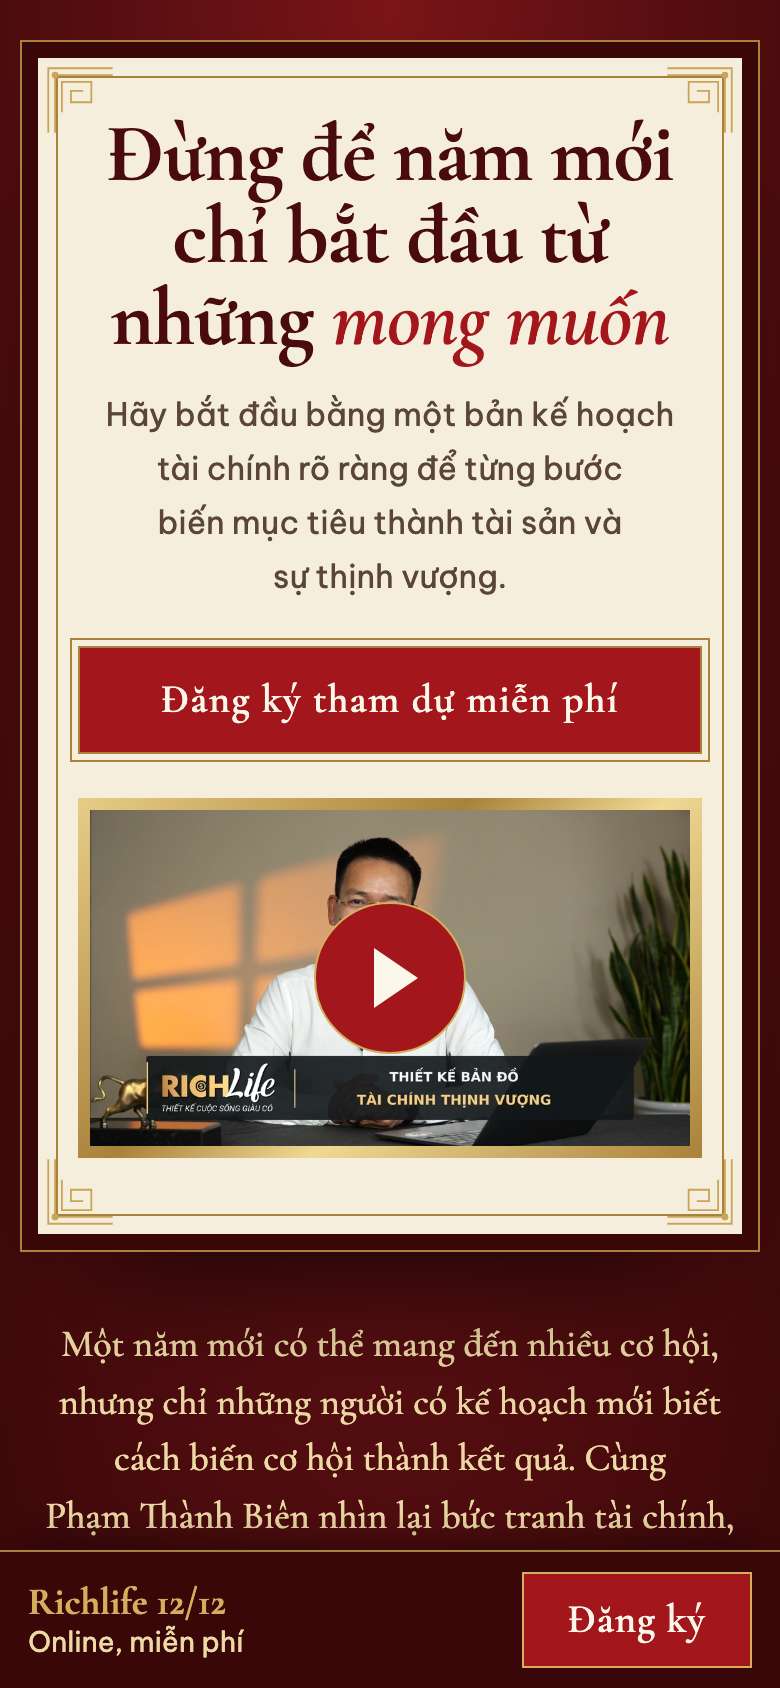 Đừng để năm mới
chỉ bắt đầu từ
những mong muốn
Hãy bắt đầu bằng một bản kế hoạch
tài chính rõ ràng để từng bước
biến mục tiêu thành tài sản và
sự thịnh vượng.
Đăng ký tham dự miễn phí
RICHLife
THIẾT KẾ CUỘC SỐNG GIÀU CÓ
THIẾT KẾ BẢN ĐỒ
TÀI CHÍNH THỊNH VƯỢNG
Một năm mới có thể mang đến nhiều cơ hội,
nhưng chỉ những người có kế hoạch mới biết
cách biến cơ hội thành kết quả. Cùng
Phạm Thành Biên nhìn lại bức tranh tài chính,
Richlife 12/12
Online, miễn phí
Đăng ký